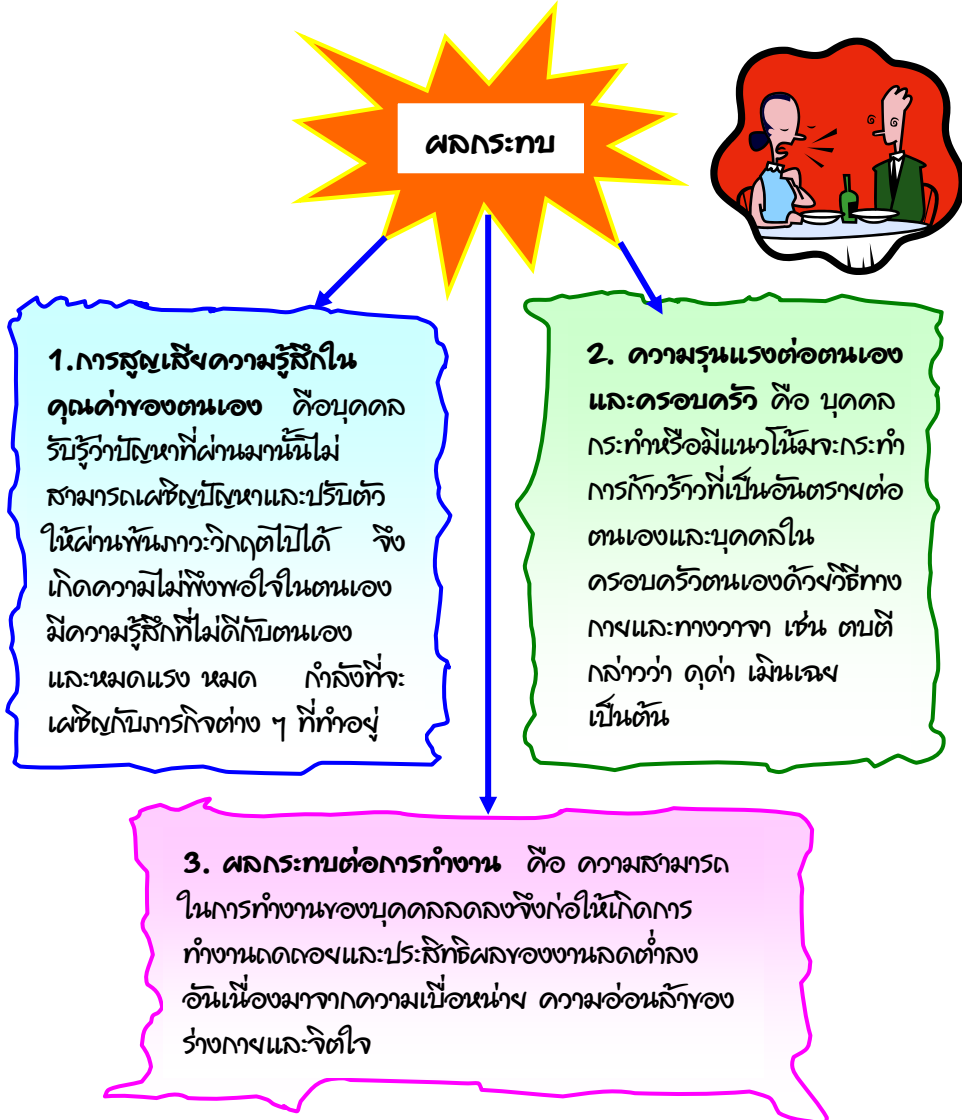 ผลกระทบ
1.การสูญเสียความรู้สึกใน
คุณค่าของตนเอง คือบุคคล
รับรู้ว่าปัญหาที่ผ่านมานั้นไม่
สามารถเผชิญปัญหาและปรับตัว
ให้ผ่านพ้นภาวะวิกฤตไปได้ จึง
เกิดความไม่พึงพอใจในตนเอง
มีความรู้สึกที่ไม่ดีกับตนเอง
และหมดแรง หมด กำลังที่จะ
เผชิญกับภารกิจต่าง ๆ ที่ทำอยู่
2. ความรุนแรงต่อตนเอง
และครอบครัว คือ บุคคล
กระทำหรือมีแนวโน้มจะกระทำ
การก้าวร้าวที่เป็นอันตรายต่อ
ตนเองและบุคคลใน
ครอบครัวตนเองด้วยวิธีทาง
กายและทางวาจา เช่น ตบตี
กล่าวว่า ดุด่า เมินเฉย
เป็นต้น
3. ผลกระทบต่อการทำงาน คือ ความสามารถ
ในการทำงานของบุคคลลดลงจึงก่อให้เกิดการ
ทำงานถดถอยและประสิทธิผลของงานลดต่ำลง
อันเนื่องมาจากความเบื่อหน่าย ความอ่อนล้าของ
ร่างกายและจิตใจ